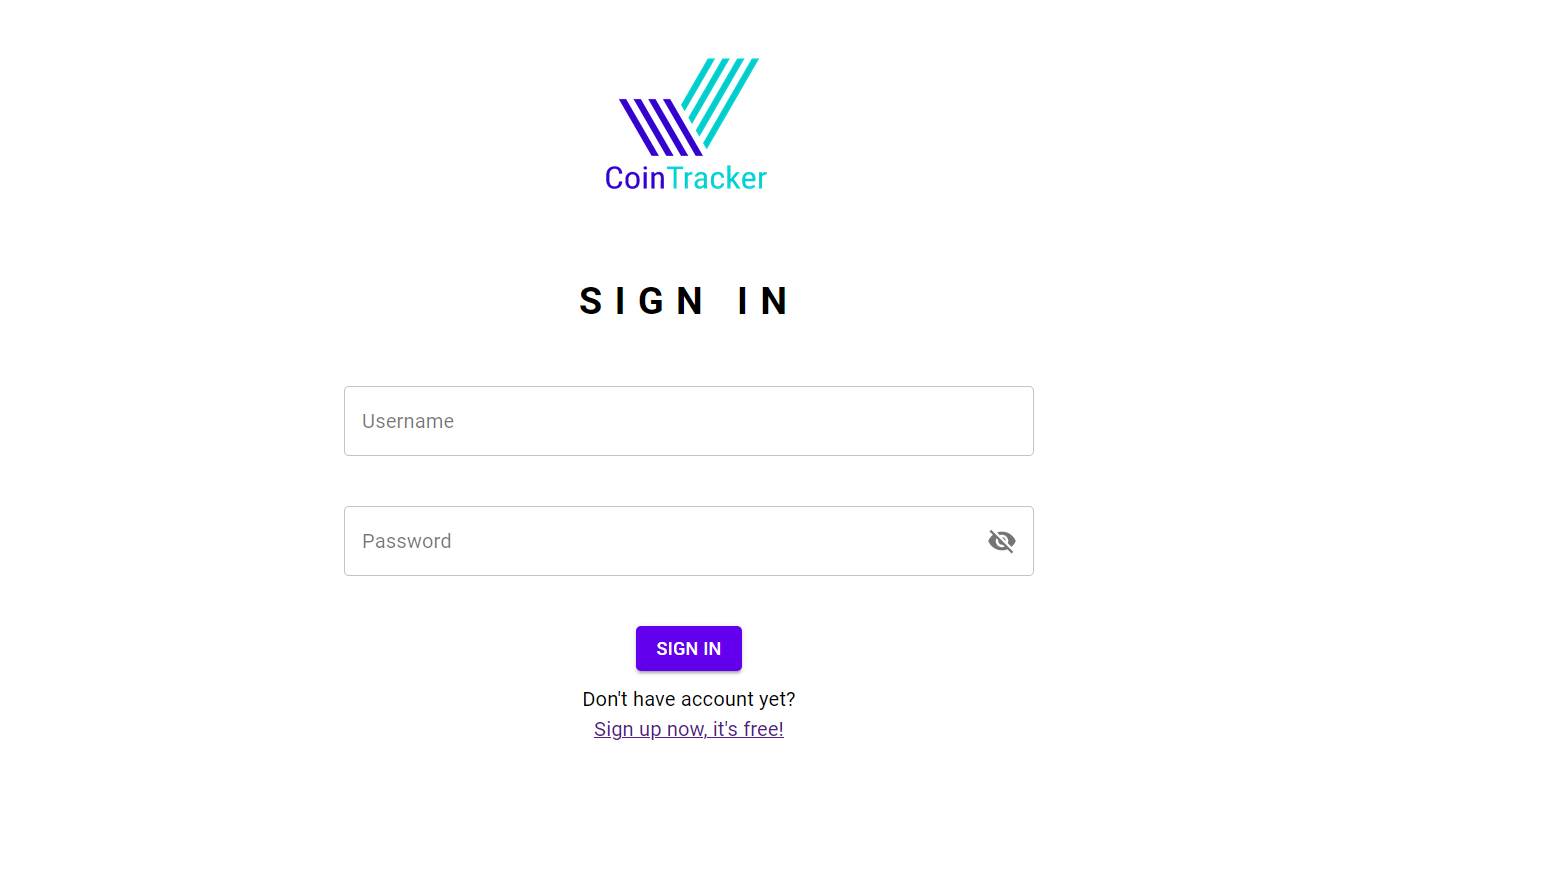 CoinTracker
SIGN IN
Username
Password
SIGN IN
Don't have account yet?
Sign up now, it's free!